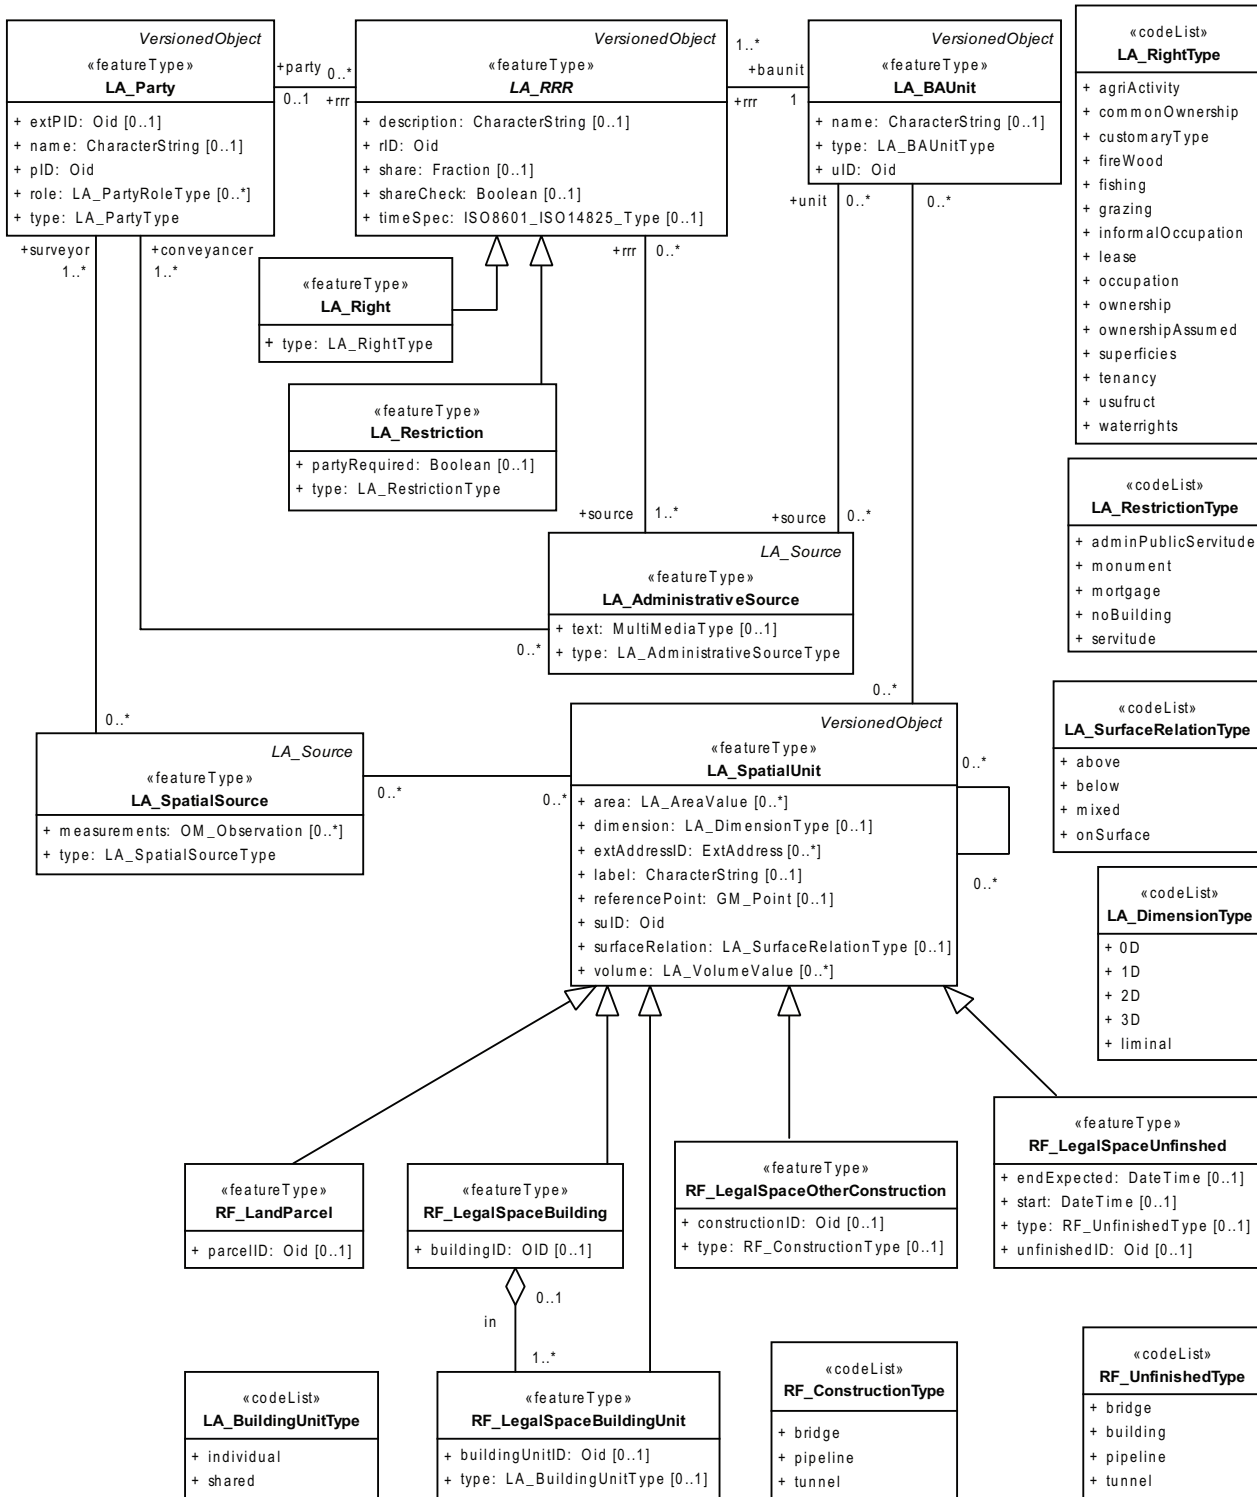 VersionedObject
«featureType»
LA_Party
+ extPID: Oid [0..1]
+ name: CharacterString [0..1]
+ pID: Oid
+ role: LA_PartyRoleType [0..*]
+ type: LA_PartyType
+party
0..*
0..1
+rrr
VersionedObject
«featureType»
LA_RRR
+ description: CharacterString [0..1]
+ rID: Oid
+ share: Fraction [0..1]
+ shareCheck: Boolean [0..1]
+ timeSpec: ISO8601_ISO14825_Type [0..1]
1..*
+baunit
+rrr
1
VersionedObject
«featureType»
LA_BAUnit
+ name: CharacterString [0..1]
+ type: LA_BAUnitType
+ uID: Oid
«codeList»
LA_RightType
+ agriActivity
+ commonOwnership
+ customaryType
+ fireWood
+ fishing
+ grazing
+ informalOccupation
+ lease
+ occupation
+ ownership
+ ownershipAssumed
+ superficies
+ tenancy
+ usufruct
+ waterrights
+surveyor
1..*
+conveyancer
1..*
+rrr
0..*
+unit
0..*
0..*
«featureType»
LA_Right
+ type: LA_RightType
«featureType»
LA_Restriction
+ partyRequired: Boolean [0..1]
+ type: LA_RestrictionType
+source
1..*
+source
0..*
«codeList»
LA_RestrictionType
+ adminPublicServitude
+ monument
+ mortgage
+ noBuilding
+ servitude
LA_Source
«featureType»
LA_AdministrativeSource
+ text: MultiMediaType [0..1]
+ type: LA_AdministrativeSourceType
0..*
0..*
0..*
LA_Source
«featureType»
LA_SpatialSource
+ measurements: OM_Observation [0..*]
+ type: LA_SpatialSourceType
0..*
0..*
VersionedObject
«featureType»
LA_SpatialUnit
+ area: LA_AreaValue [0..*]
+ dimension: LA_DimensionType [0..1]
+ extAddressID: ExtAddress [0..*]
+ label: CharacterString [0..1]
+ referencePoint: GM_Point [0..1]
+ suID: Oid
+ surfaceRelation: LA_SurfaceRelationType [0..1]
+ volume: LA_VolumeValue [0..*]
0..*
0..*
«codeList»
LA_SurfaceRelationType
+ above
+ below
+ mixed
+ onSurface
«codeList»
LA_DimensionType
+ 0D
+ 1D
+ 2D
+ 3D
+ liminal
«featureType»
RF_LandParcel
+ parcelID: Oid [0..1]
«featureType»
RF_LegalSpaceBuilding
+ buildingID: OID [0..1]
«featureType»
RF_LegalSpaceOtherConstruction
+ constructionID: Oid [0..1]
+ type: RF_ConstructionType [0..1]
«featureType»
RF_LegalSpaceUnfinshed
+ endExpected: DateTime [0..1]
+ start: DateTime [0..1]
+ type: RF_UnfinishedType [0..1]
+ unfinishedID: Oid [0..1]
0..1
in
1..*
«codeList»
LA_BuildingUnitType
+ individual
+ shared
«featureType»
RF_LegalSpaceBuildingUnit
+ buildingUnitID: Oid [0..1]
+ type: LA_BuildingUnitType [0..1]
«codeList»
RF_ConstructionType
+ bridge
+ pipeline
+ tunnel
«codeList»
RF_UnfinishedType
+ bridge
+ building
+ pipeline
+ tunnel